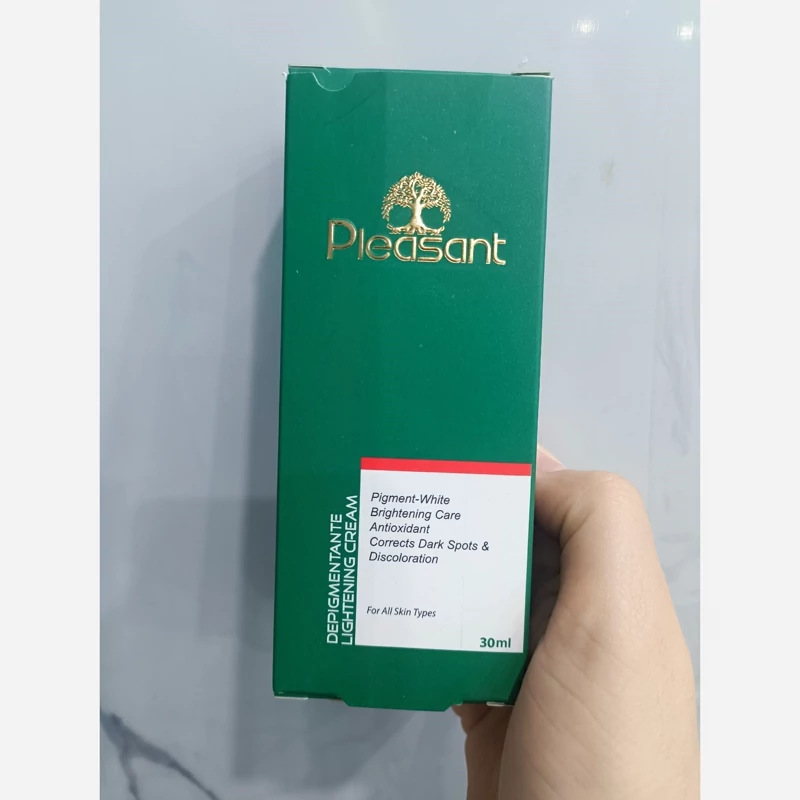 Pleasant
Pigment-White
Brightening Care
Antioxidant
Corrects Dark Spots &
Discoloration
For All Skin Types
30ml
DEPIGMENTANTE
LIGHTENING CREAM